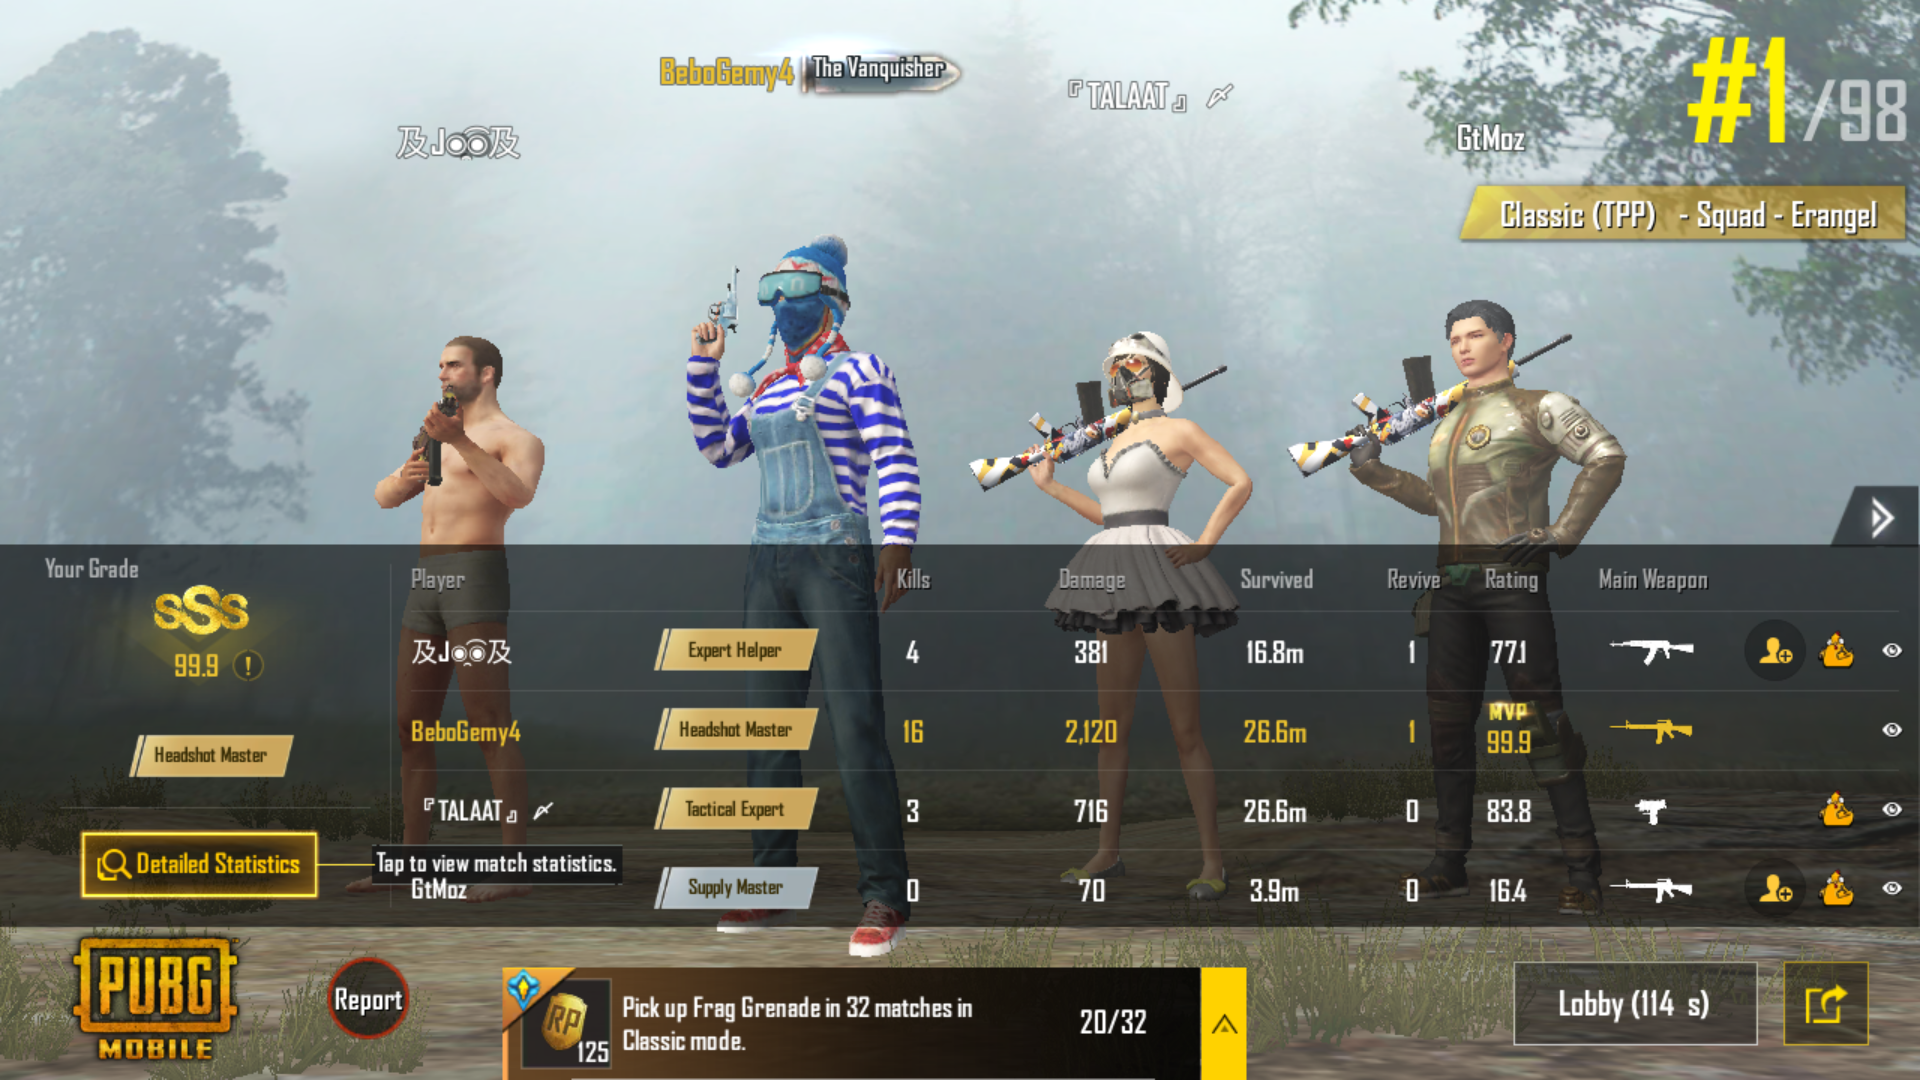 BeboGemy4 The Vanquisher
『TALAAT』
及J
及
GtMoz
#1/98
Classic (TPP) - Squad - Erangel
Your Grade
SSS
99.9 !
Headshot Master
Detailed Statistics
Tap to view match statistics.
Player Kills Damage Survived Revive Rating Main Weapon
及J
及 Expert Helper 4 381 16.8m 1 77.1
BeboGemy4 Headshot Master 16 2,120 26.6m 1 MVP 99.9
『TALAAT』 Tactical Expert 3 716 26.6m 0 83.8
GtMoz Supply Master 0 70 3.9m 0 16.4
PUBG
MOBILE
Report
RP
125
Pick up Frag Grenade in 32 matches in
Classic mode.
20/32
Lobby (114 s)